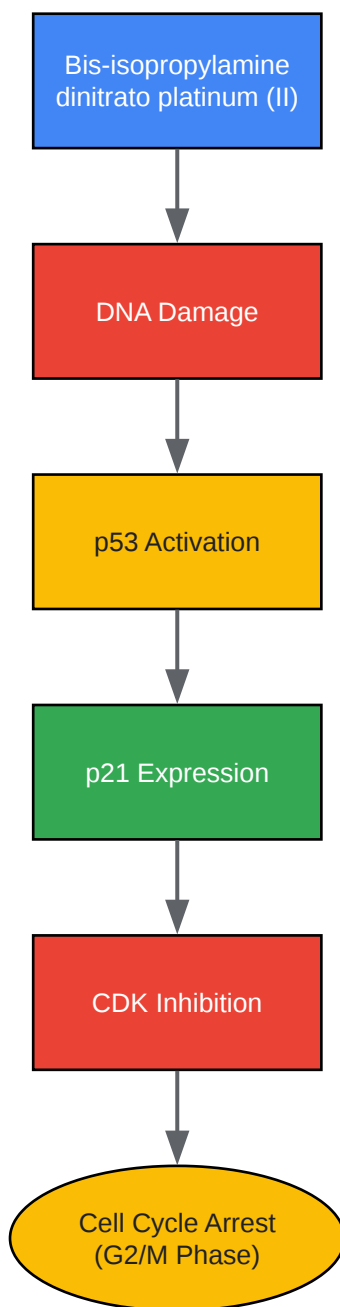 Bis-isopropylamine
dinitrato platinum (II)
DNA Damage
p53 Activation
p21 Expression
CDK Inhibition
Cell Cycle Arrest
(G2/M Phase)